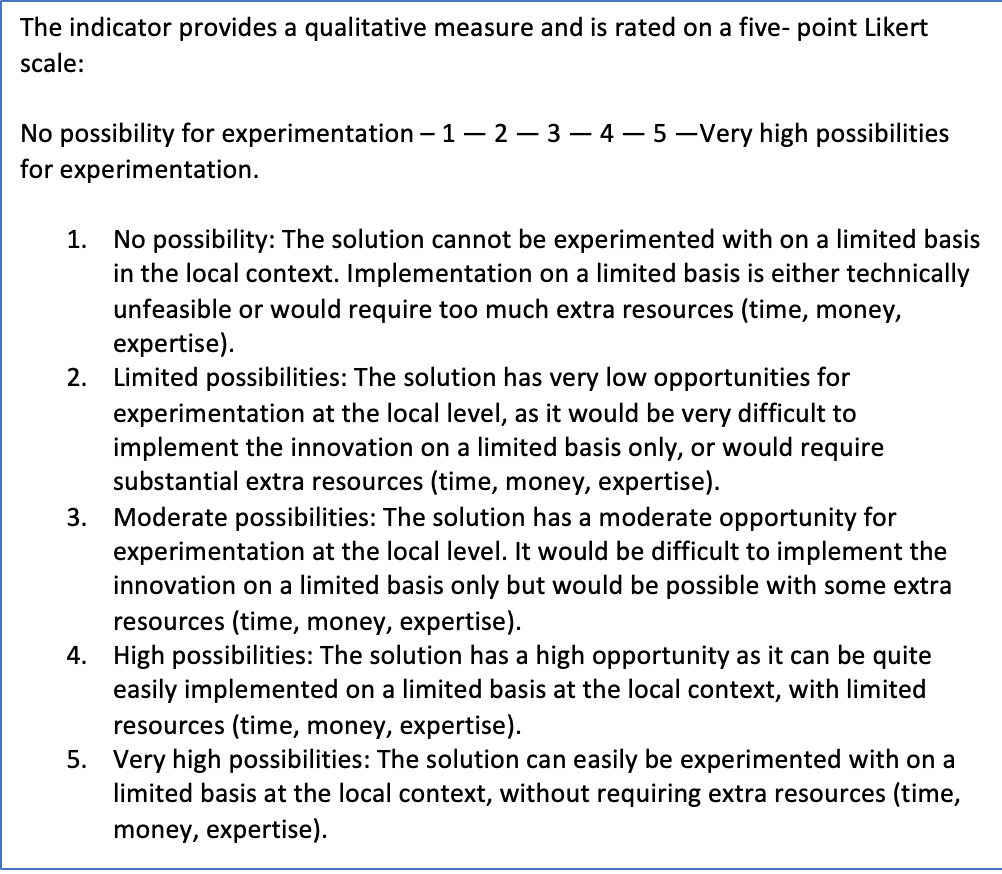 The indicator provides a qualitative measure and is rated on a five- point Likert
scale:
No possibility for experimentation – 1 — 2 — 3 — 4 — 5 —Very high possibilities
for experimentation.
1. No possibility: The solution cannot be experimented with on a limited basis
in the local context. Implementation on a limited basis is either technically
unfeasible or would require too much extra resources (time, money,
expertise).
2. Limited possibilities: The solution has very low opportunities for
experimentation at the local level, as it would be very difficult to
implement the innovation on a limited basis only, or would require
substantial extra resources (time, money, expertise).
3. Moderate possibilities: The solution has a moderate opportunity for
experimentation at the local level. It would be difficult to implement the
innovation on a limited basis only but would be possible with some extra
resources (time, money, expertise).
4. High possibilities: The solution has a high opportunity as it can be quite
easily implemented on a limited basis at the local context, with limited
resources (time, money, expertise).
5. Very high possibilities: The solution can easily be experimented with on a
limited basis at the local context, without requiring extra resources (time,
money, expertise).